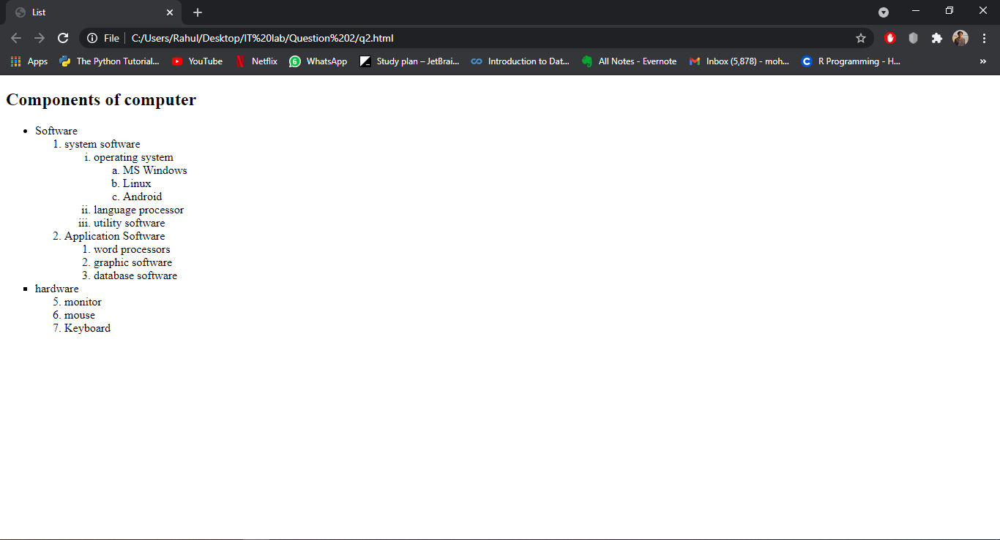 List
File C:/Users/Rahul/Desktop/IT%20lab/Question%202/q2.html
Apps The Python Tutorial... YouTube Netflix 6 WhatsApp Study plan – JetBrai... Introduction to Dat... All Notes - Evernote Inbox (5,878) - moh... C R Programming - H... »
Components of computer
• Software
1. system software
i. operating system
a. MS Windows
b. Linux
c. Android
ii. language processor
iii. utility software
2. Application Software
1. word processors
2. graphic software
3. database software
▪ hardware
5. monitor
6. mouse
7. Keyboard